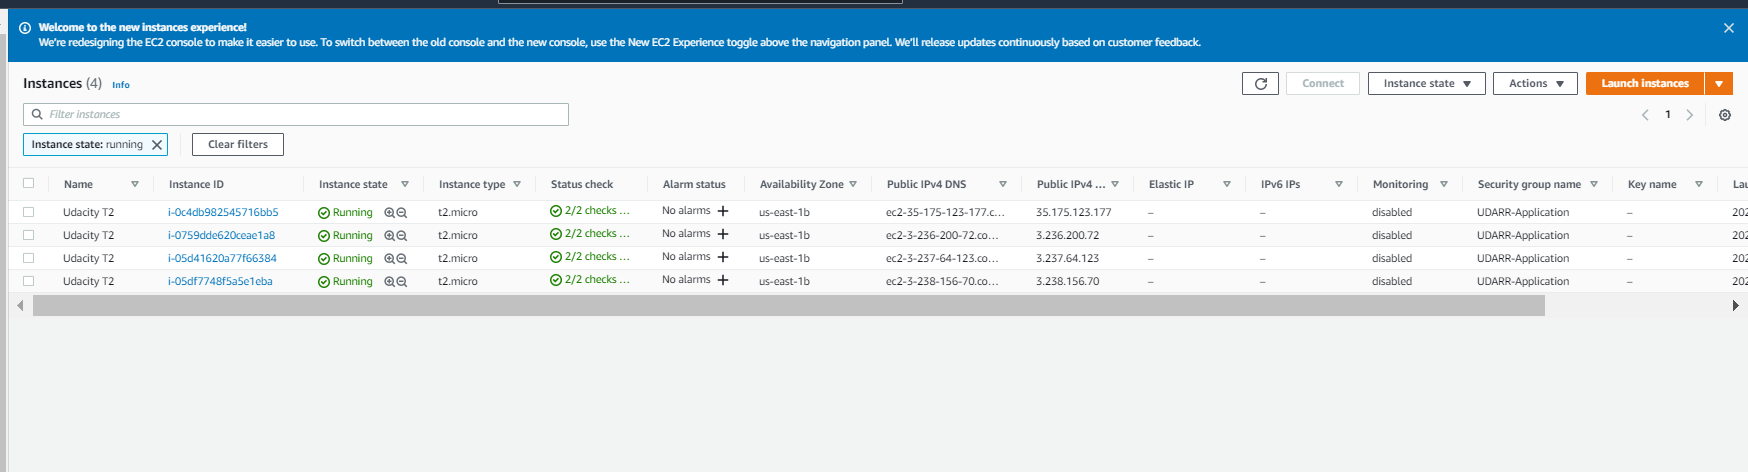 Welcome to the new instances experience!
We're redesigning the EC2 console to make it easier to use. To switch between the old console and the new console, use the New EC2 Experience toggle above the navigation panel. We'll release updates continuously based on customer feedback.
Instances (4) Info
Connect Instance state Actions Launch instances
Filter instances
1
Instance state: running Clear filters
Name Instance ID Instance state Instance type Status check Alarm status Availability Zone Public IPv4 DNS Public IPv4 ... Elastic IP IPv6 IPs Monitoring Security group name Key name Lau
Udacity T2 i-0c4db982545716bb5 Running t2.micro 2/2 checks ... No alarms + us-east-1b ec2-35-175-123-177.c... 35.175.123.177 – – disabled UDARR-Application – 202
Udacity T2 i-0759dde620ceae1a8 Running t2.micro 2/2 checks ... No alarms + us-east-1b ec2-3-236-200-72.co... 3.236.200.72 – – disabled UDARR-Application – 202
Udacity T2 i-05d41620a77f66384 Running t2.micro 2/2 checks ... No alarms + us-east-1b ec2-3-237-64-123.co... 3.237.64.123 – – disabled UDARR-Application – 202
Udacity T2 i-05df7748f5a5e1eba Running t2.micro 2/2 checks ... No alarms + us-east-1b ec2-3-238-156-70.co... 3.238.156.70 – – disabled UDARR-Application – 202